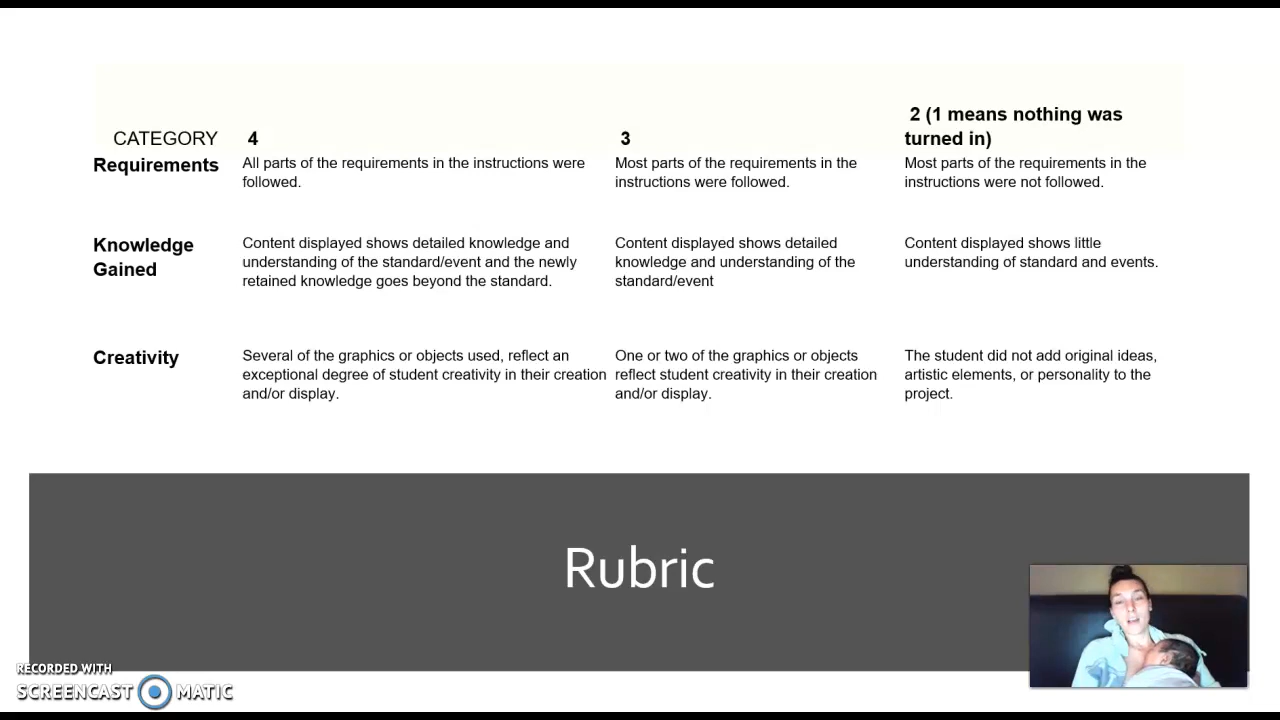 CATEGORY 4 3 2 (1 means nothing was
turned in)
Requirements All parts of the requirements in the instructions were
followed. Most parts of the requirements in the
instructions were followed. Most parts of the requirements in the
instructions were not followed.
Knowledge
Gained Content displayed shows detailed knowledge and
understanding of the standard/event and the newly
retained knowledge goes beyond the standard. Content displayed shows detailed
knowledge and understanding of the
standard/event Content displayed shows little
understanding of standard and events.
Creativity Several of the graphics or objects used, reflect an
exceptional degree of student creativity in their creation
and/or display. One or two of the graphics or objects
reflect student creativity in their creation
and/or display. The student did not add original ideas,
artistic elements, or personality to the
project.
Rubric
RECORDED WITH
SCREENCAST MATIC